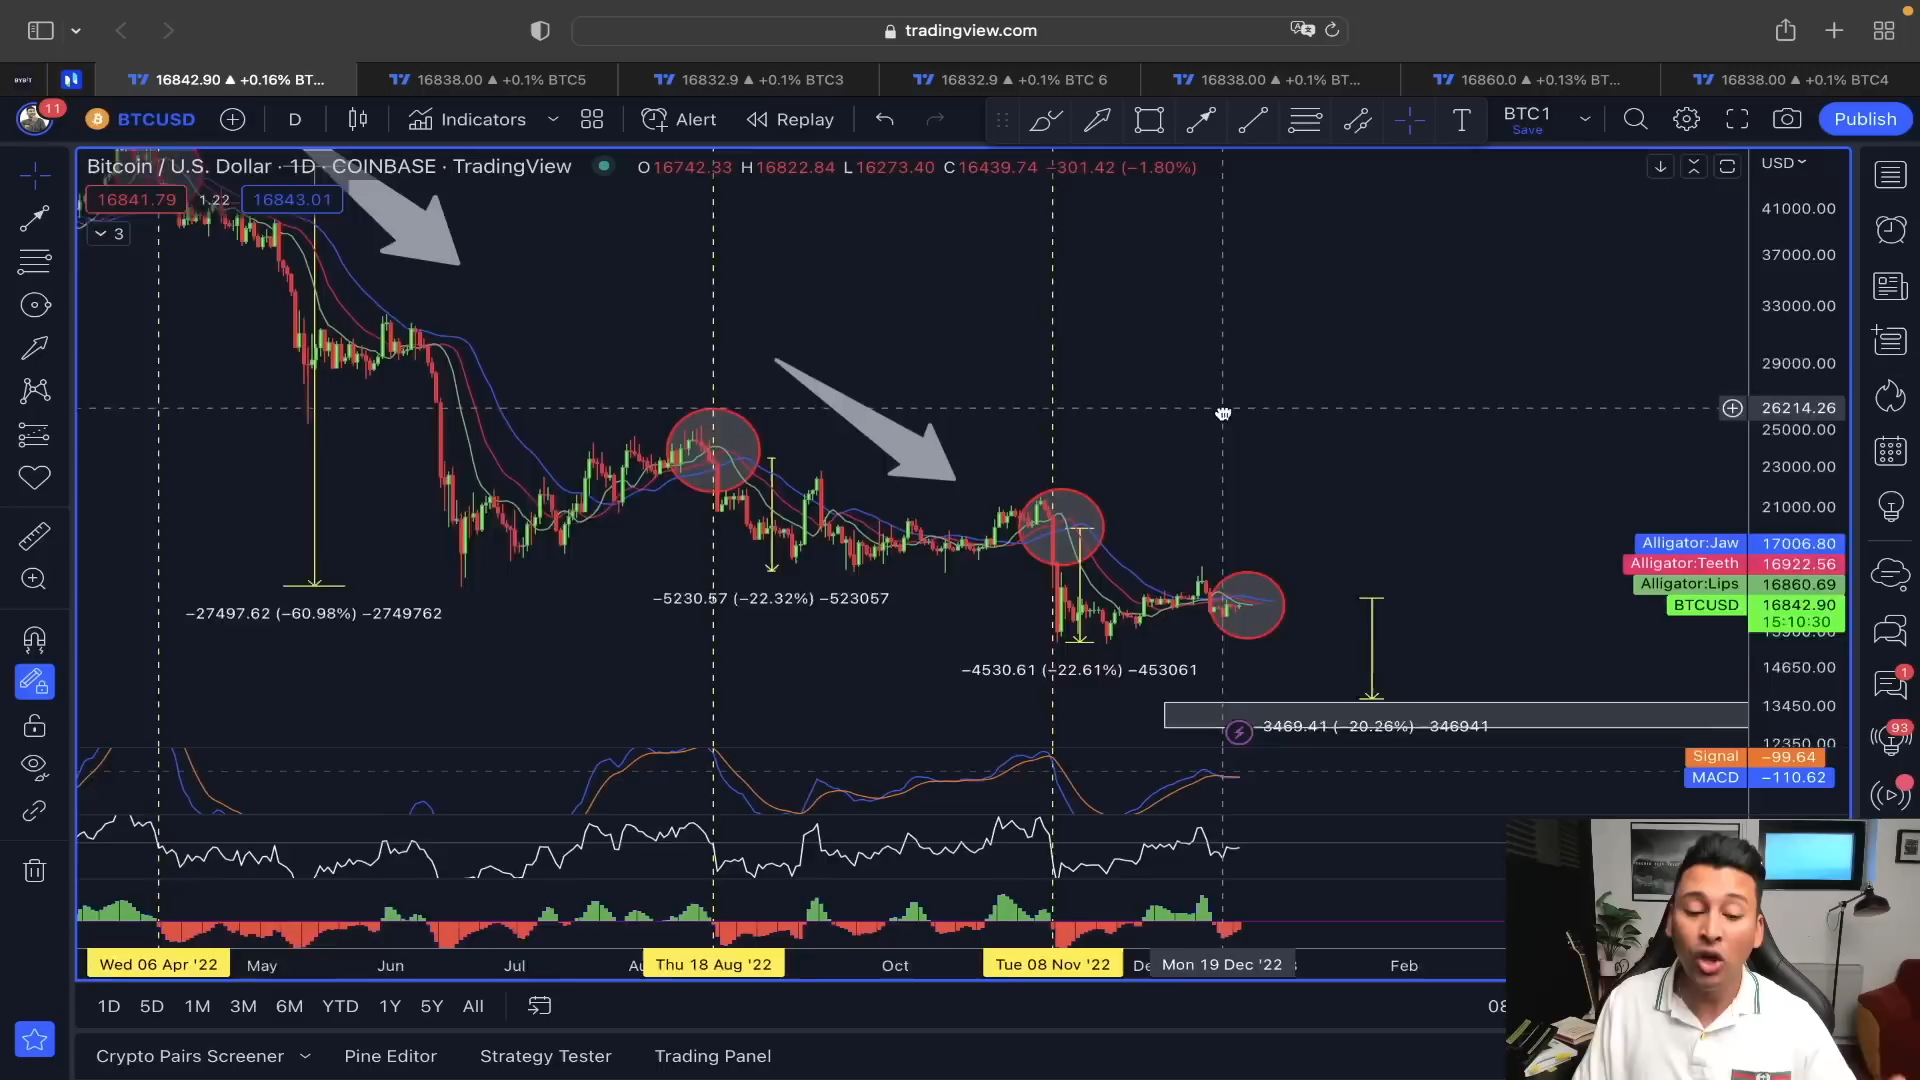 tradingview.com
BYBIT
16842.90 ▲ +0.16% BT...
16838.00 ▲ +0.1% BTC5
16832.9 ▲ +0.1% BTC3
16832.9 ▲ +0.1% BTC 6
16838.00 ▲ +0.1% BT...
16860.0 ▲ +0.13% BT...
16838.00 ▲ +0.1% BTC4
11
BTCUSD
D
Indicators
Alert
Replay
T
BTC1
Save
Publish
Bitcoin / U.S. Dollar · 1D · COINBASE · TradingView
O16742.33 H16822.84 L16273.40 C16439.74 −301.42 (−1.80%)
USD
16841.79
1.22
16843.01
3
41000.00
37000.00
33000.00
29000.00
26214.26
25000.00
23000.00
21000.00
Alligator:Jaw 17006.80
Alligator:Teeth 16922.56
Alligator:Lips 16860.69
BTCUSD 16842.90
15:10:30
14650.00
13450.00
12350.00
−27497.62 (−60.98%) −2749762
−5230.57 (−22.32%) −523057
−4530.61 (−22.61%) −453061
−3469.41 (−20.26%) −346941
Signal −99.64
MACD −110.62
1
93
Wed 06 Apr '22
May
Jun
Jul
Au
Thu 18 Aug '22
Oct
Tue 08 Nov '22
De
Mon 19 Dec '22
Feb
1D 5D 1M 3M 6M YTD 1Y 5Y All
08
Crypto Pairs Screener
Pine Editor
Strategy Tester
Trading Panel